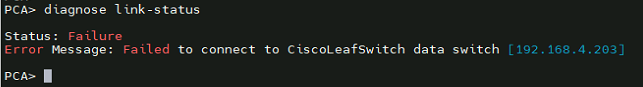 PCA> diagnose link-status
Status: Failure
Error Message: Failed to connect to CiscoLeafSwitch data switch [192.168.4.203]
PCA>